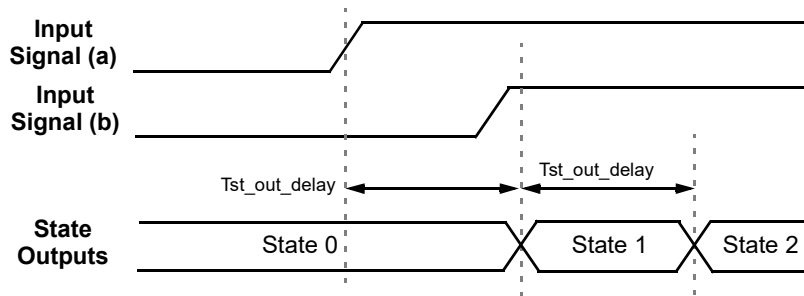 Input
Signal (a)
Input
Signal (b)
Tst_out_delay
Tst_out_delay
State
Outputs
State 0
State 1
State 2